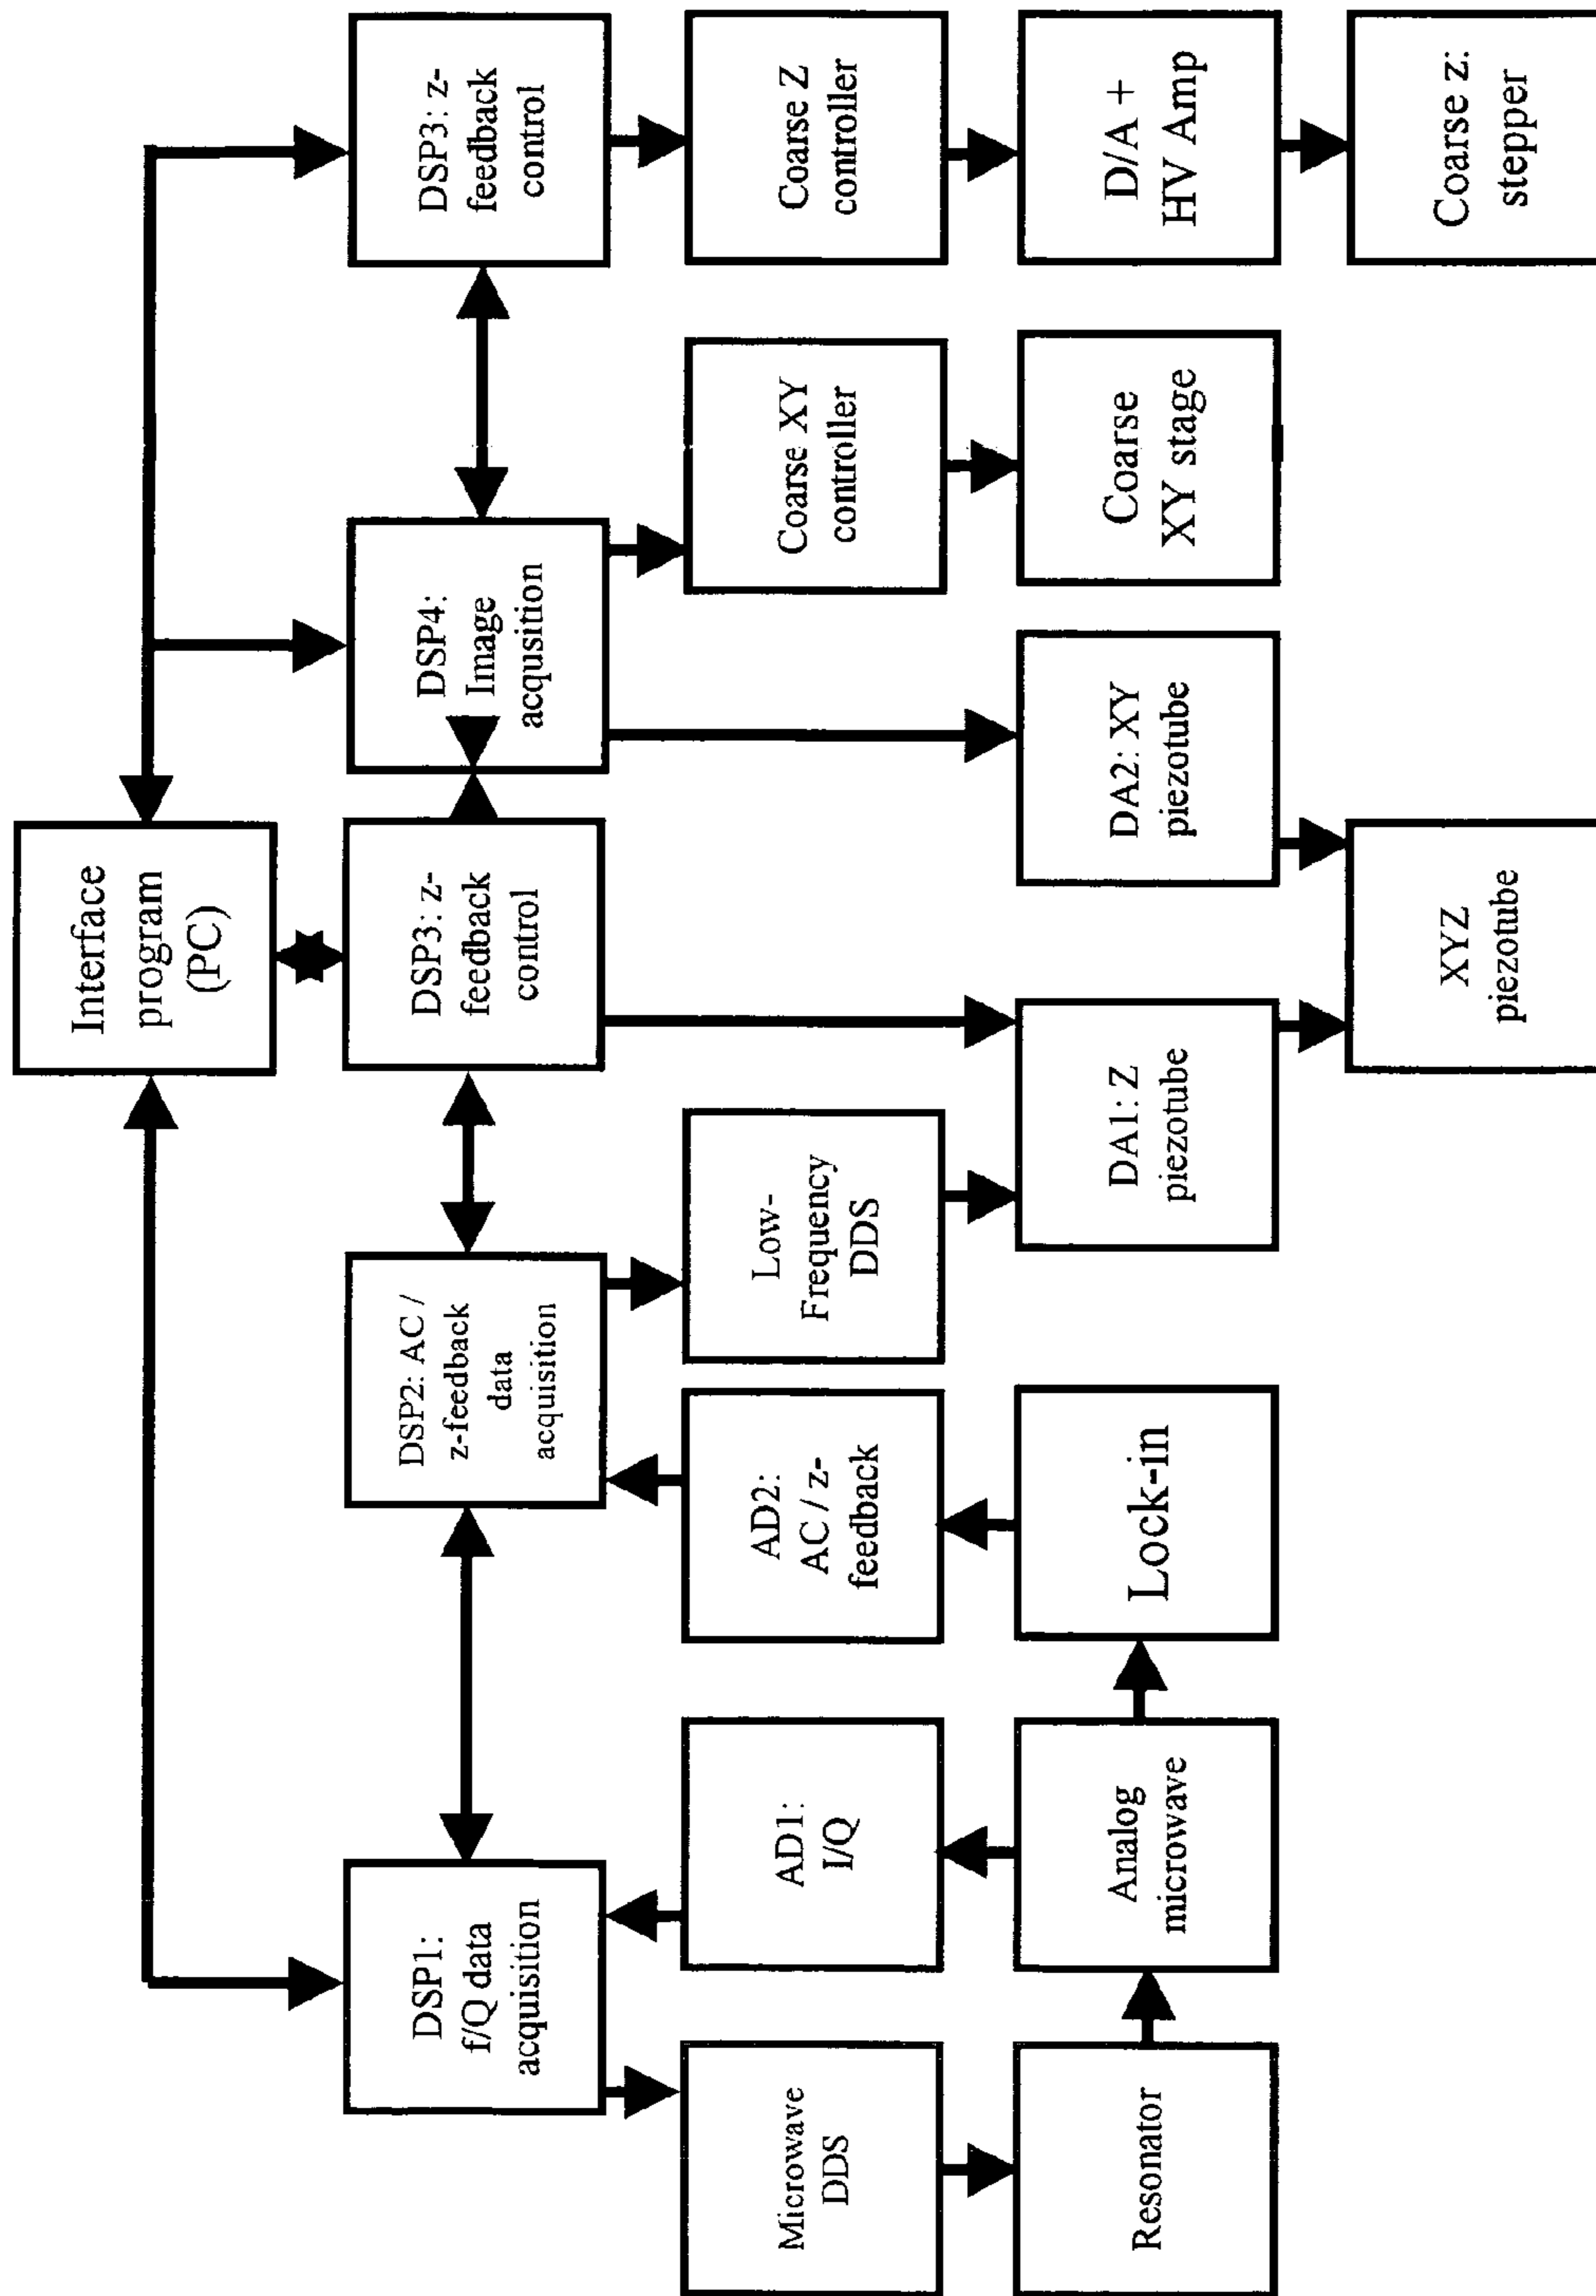 Interface
program
(PC)
DSP1:
f/Q data
acquisition
DSP2: AC /
z-feedback
data
acquisition
DSP3: z-
feedback
control
DSP4:
Image
acqusition
DSP3: z-
feedback
control
Microwave
DDS
AD1:
I/Q
AD2:
AC / z-
feedback
Low-
Frequency
DDS
Coarse XY
controller
Coarse Z
controller
Resonator
Analog
microwave
Lock-in
DA1: Z
piezotube
DA2: XY
piezotube
Coarse
XY stage
D/A +
HV Amp
XYZ
piezotube
Coarse z:
stepper